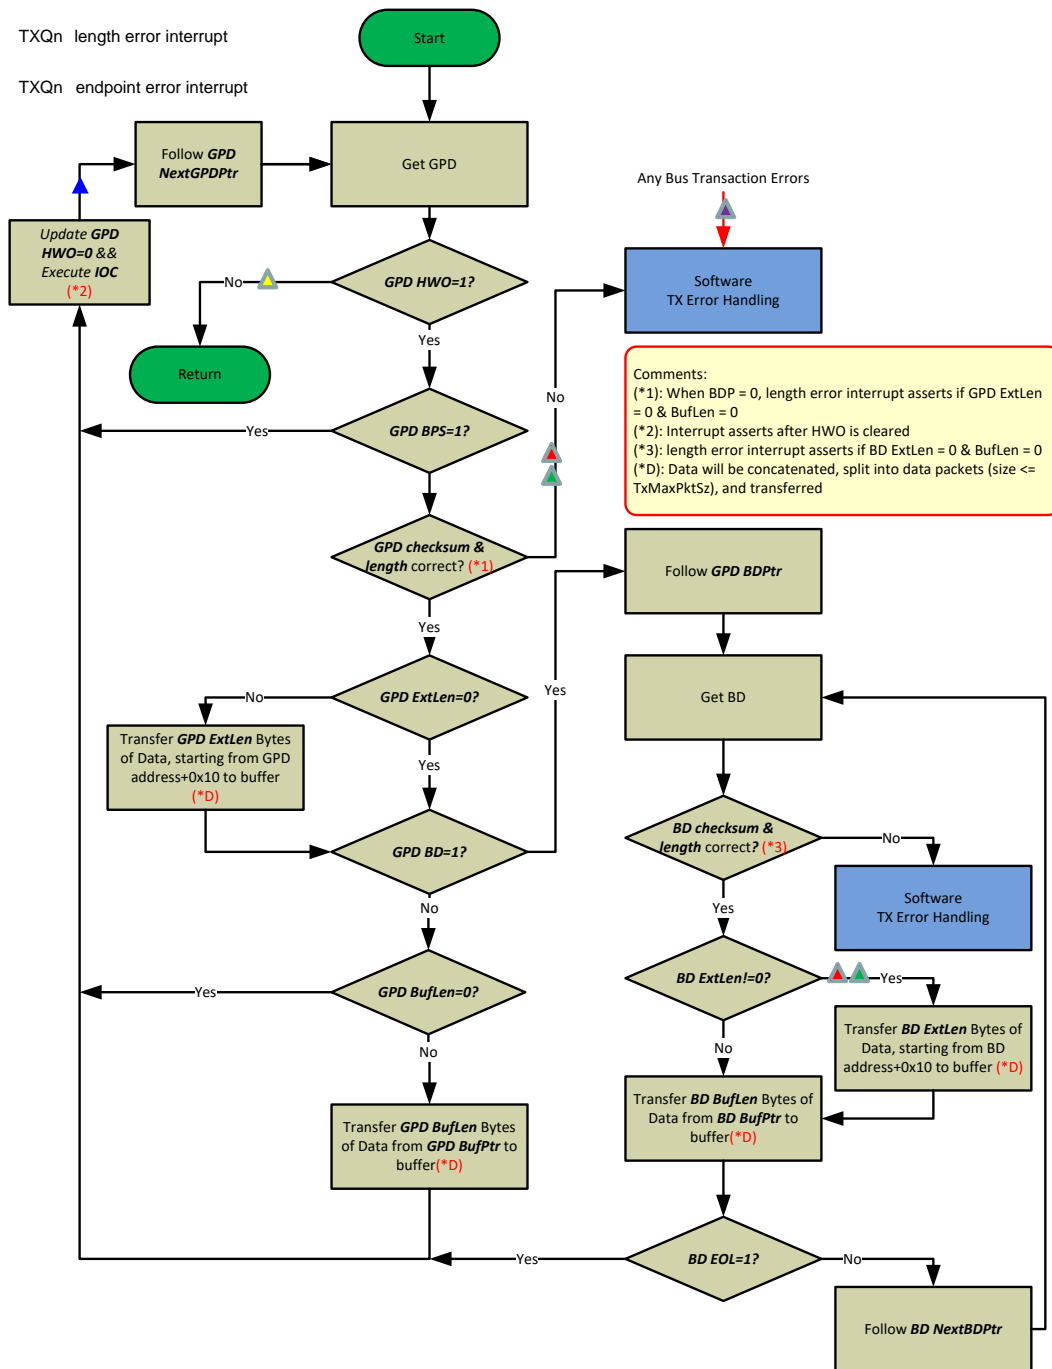 TXQn length error interrupt
Start
TXQn endpoint error interrupt
Follow GPD
NextGPDPtr
Get GPD
Any Bus Transaction Errors
Update GPD
HWO=0 &&
Execute IOC
(*2)
No
GPD HWO=1?
Software
TX Error Handling
Yes
Return
Comments:
(*1): When BDP = 0, length error interrupt asserts if GPD ExtLen
= 0 & BufLen = 0
(*2): Interrupt asserts after HWO is cleared
(*3): length error interrupt asserts if BD ExtLen = 0 & BufLen = 0
(*D): Data will be concatenated, split into data packets (size <=
TxMaxPktSz), and transferred
No
Yes
GPD BPS=1?
Yes
GPD checksum &
length correct? (*1)
Follow GPD BDPtr
Yes
No
GPD ExtLen=0?
Yes
Get BD
Transfer GPD ExtLen Bytes
of Data, starting from GPD
address+0x10 to buffer
(*D)
Yes
GPD BD=1?
BD checksum &
length correct? (*3)
No
Software
TX Error Handling
No
Yes
Yes
GPD BufLen=0?
BD ExtLen!=0?
Yes
Transfer BD ExtLen Bytes of
Data, starting from BD
address+0x10 to buffer (*D)
No
No
Transfer GPD BufLen Bytes
of Data from GPD BufPtr to
buffer(*D)
Transfer BD BufLen Bytes of
Data from BD BufPtr to
buffer(*D)
Yes
BD EOL=1?
No
Follow BD NextBDPtr